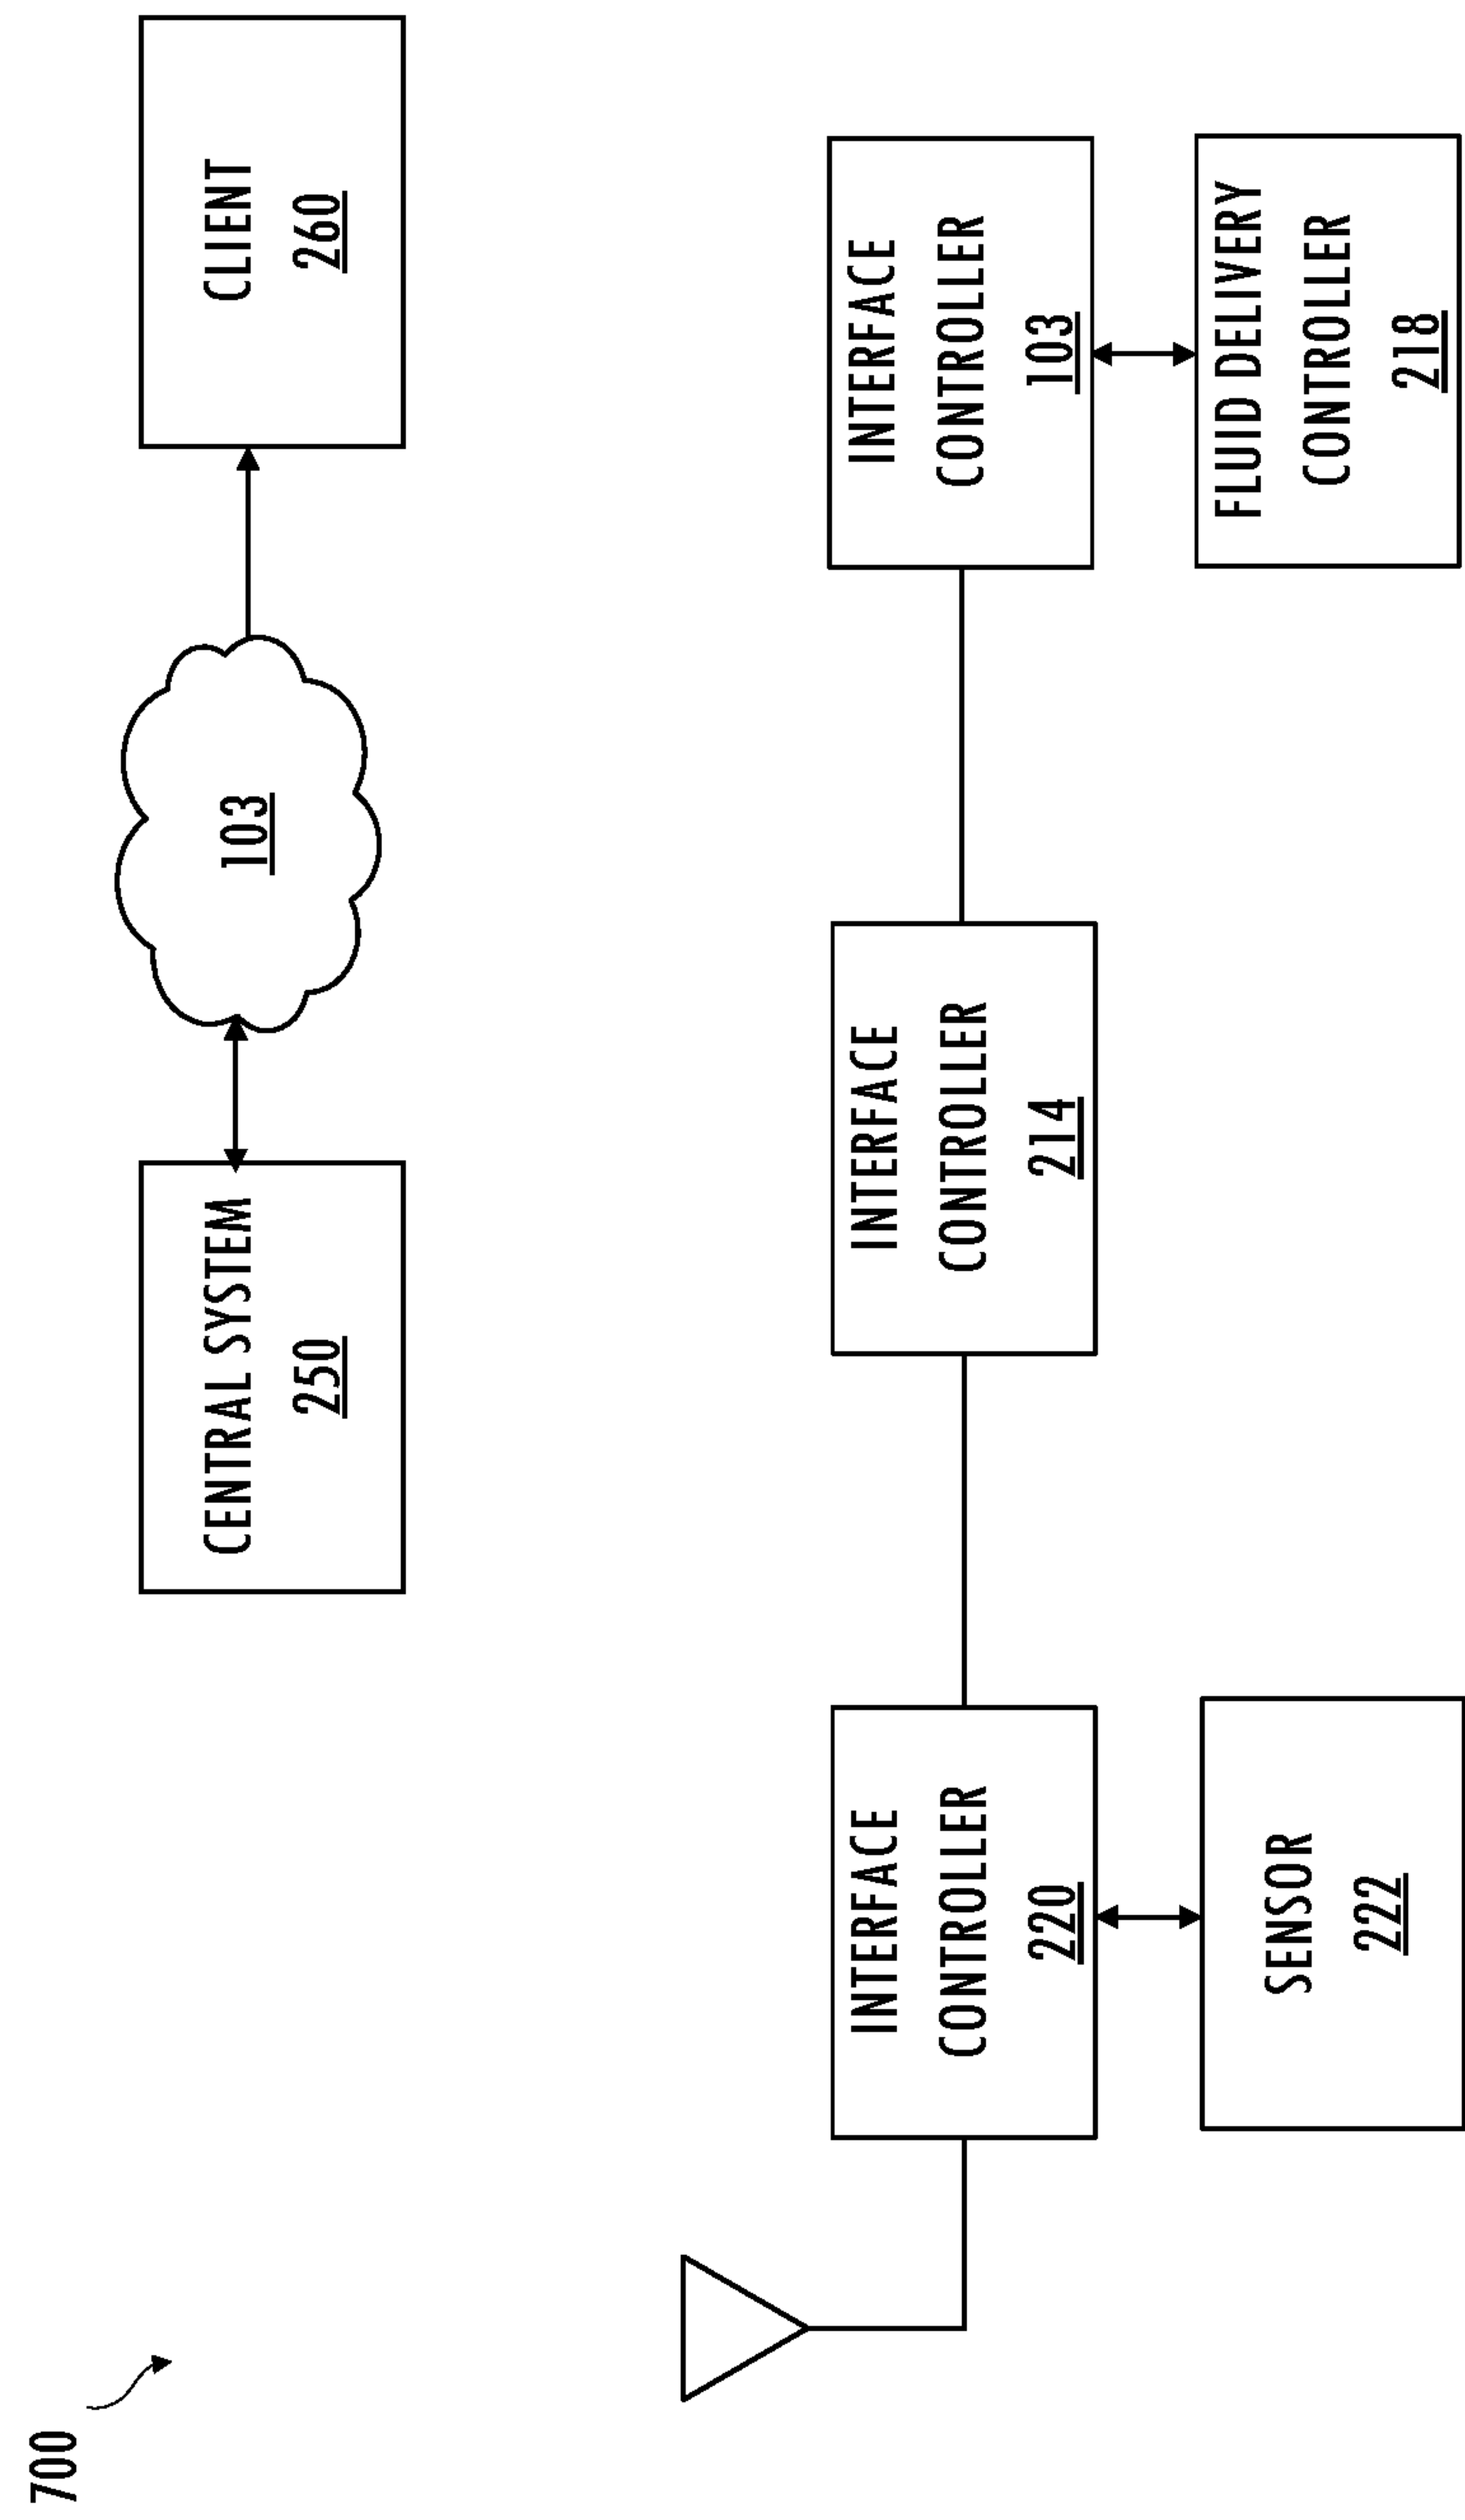 700
CENTRAL SYSTEM
250
103
CLIENT
260
INTERFACE
CONTROLLER
220
INTERFACE
CONTROLLER
214
INTERFACE
CONTROLLER
103
SENSOR
222
FLUID DELIVERY
CONTROLLER
218